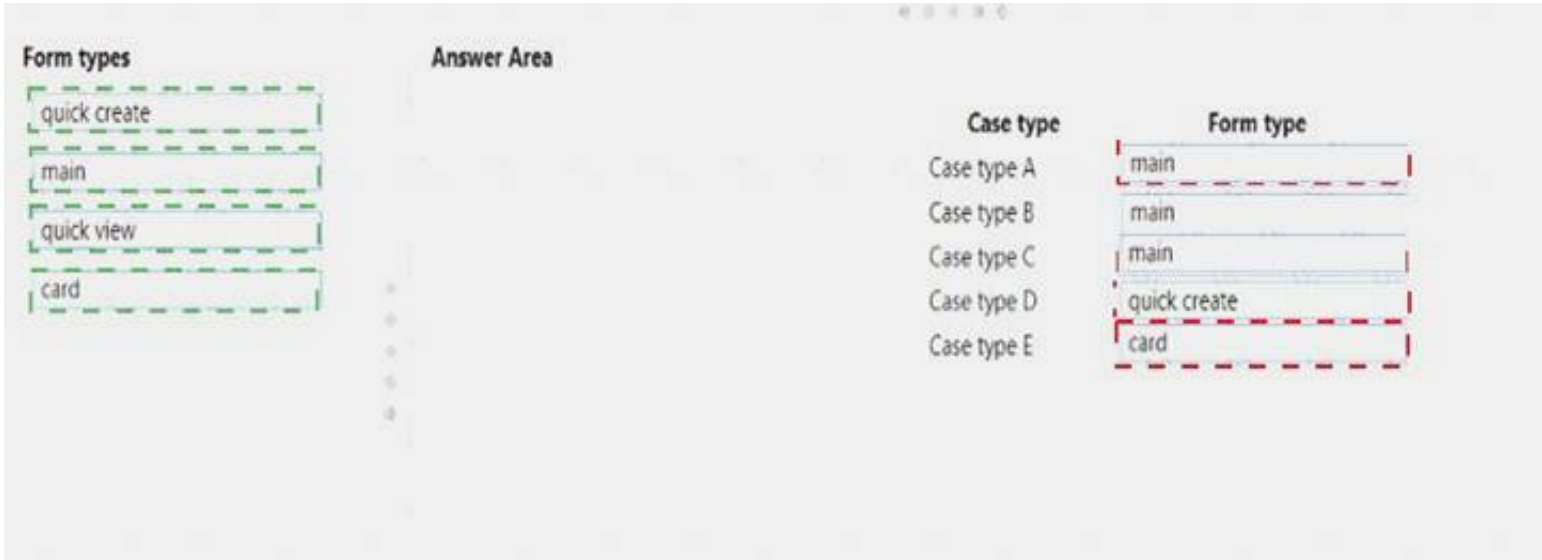 Form types
quick create
main
quick view
card
Answer Area
Case type Form type
Case type A main
Case type B main
Case type C main
Case type D quick create
Case type E card